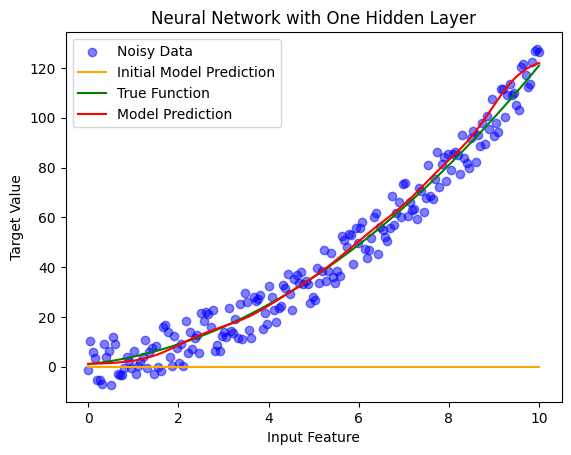 Neural Network with One Hidden Layer
Noisy Data
Initial Model Prediction
True Function
Model Prediction
Target Value
120
100
80
60
40
20
0
0 2 4 6 8 10
Input Feature